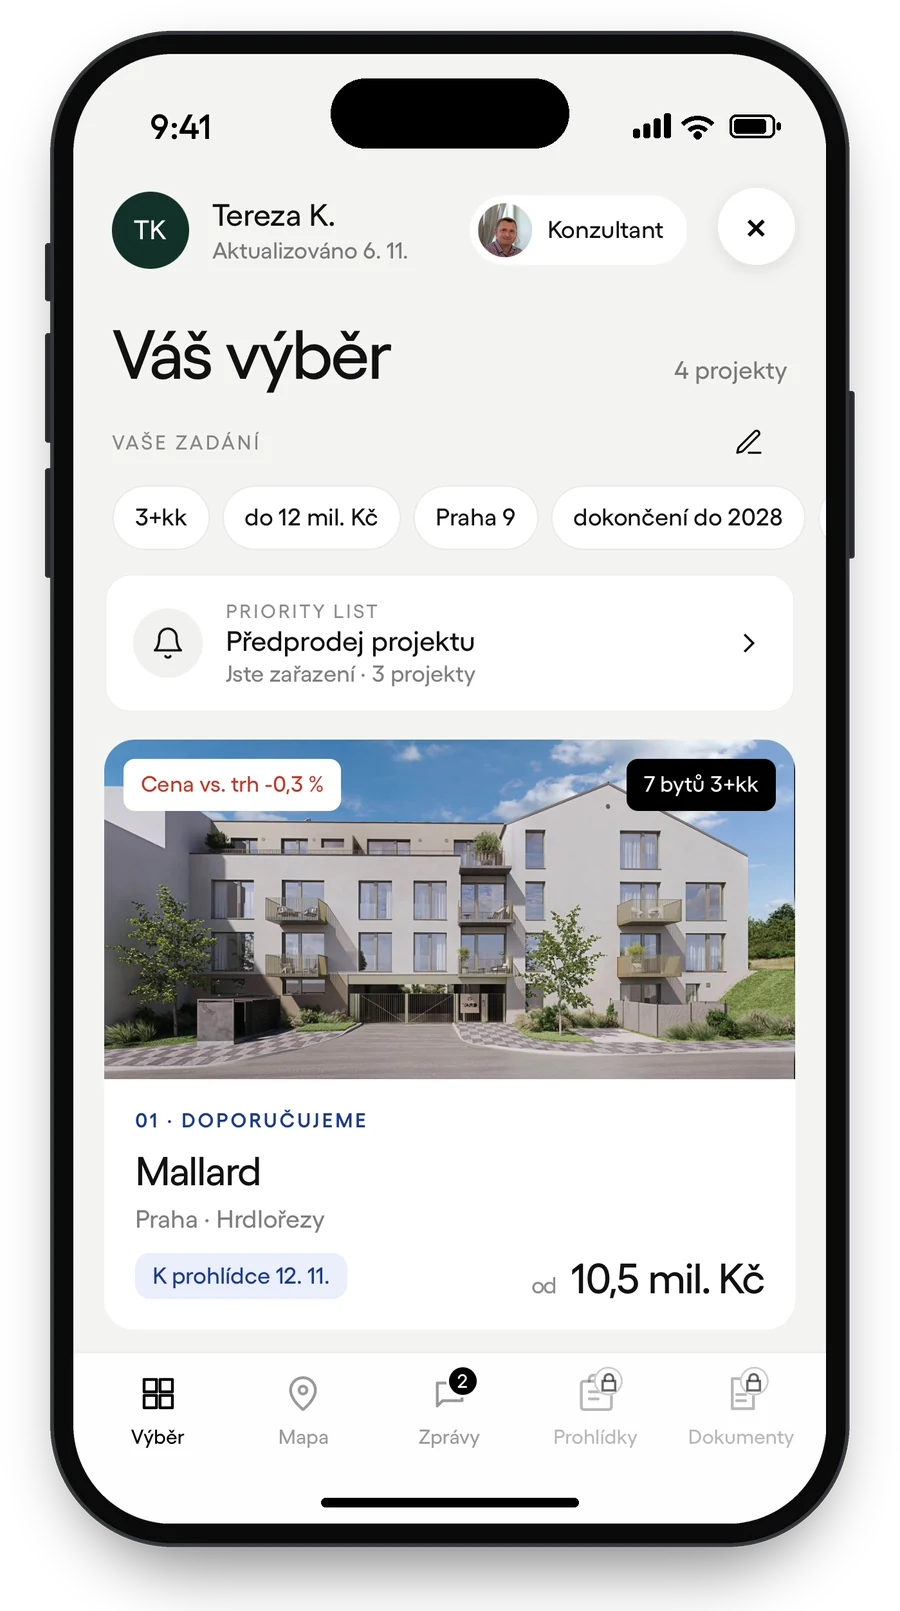 9:41
TK
Tereza K.
Aktualizováno 6. 11.
Konzultant
Váš výběr
4 projekty
VAŠE ZADÁNÍ
3+kk
do 12 mil. Kč
Praha 9
dokončení do 2028
PRIORITY LIST
Předprodej projektu
Jste zařazení · 3 projekty
Cena vs. trh -0,3 %
7 bytů 3+kk
01 · DOPORUČUJEME
Mallard
Praha · Hrdlořezy
K prohlídce 12. 11.
od 10,5 mil. Kč
2
Výběr
Mapa
Zprávy
Prohlídky
Dokumenty